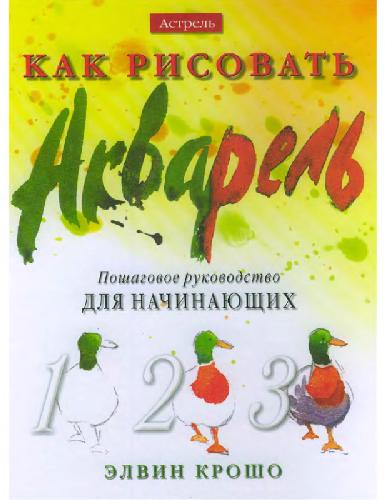 Астрель
КАК РИСОВАТЬ
Акварель
Пошаговое руководство
ДЛЯ НАЧИНАЮЩИХ
1 2 3
ЭЛВИН КРОШО